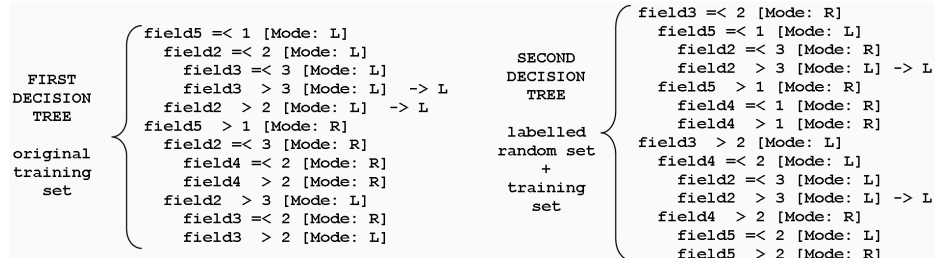 FIRST
DECISION
TREE
original
training
set
field5 =< 1 [Mode: L]
field2 =< 2 [Mode: L]
field3 =< 3 [Mode: L]
field3  > 3 [Mode: L]  -> L
field2  > 2 [Mode: L]  -> L
field5  > 1 [Mode: R]
field2 =< 3 [Mode: R]
field4 =< 2 [Mode: R]
field4  > 2 [Mode: R]
field2  > 3 [Mode: L]
field3 =< 2 [Mode: R]
field3  > 2 [Mode: L]
SECOND
DECISION
TREE
labelled
random set
+
training
set
field3 =< 2 [Mode: R]
field5 =< 1 [Mode: L]
field2 =< 3 [Mode: R]
field2  > 3 [Mode: L] -> L
field5  > 1 [Mode: R]
field4 =< 1 [Mode: R]
field4  > 1 [Mode: R]
field3  > 2 [Mode: L]
field4 =< 2 [Mode: L]
field2 =< 3 [Mode: L]
field2  > 3 [Mode: L] -> L
field4  > 2 [Mode: R]
field5 =< 2 [Mode: L]
field5  > 2 [Mode: R]